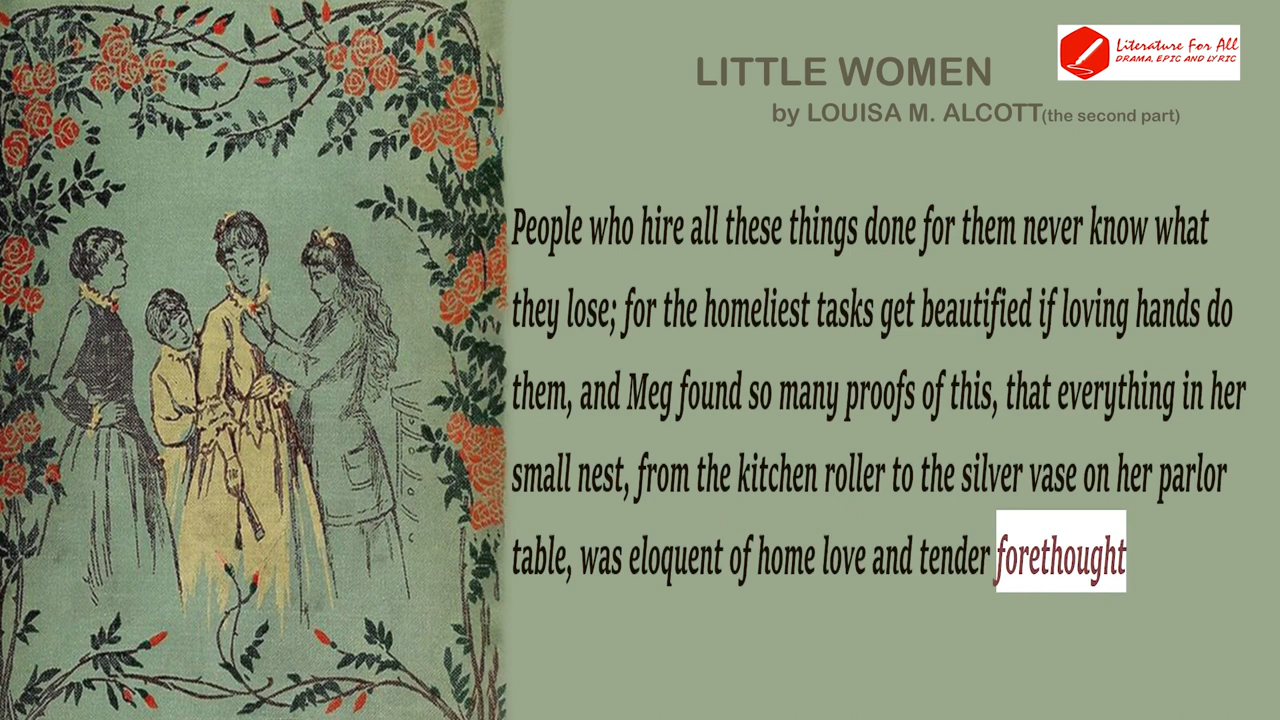 LITTLE WOMEN
Literature For All
DRAMA, EPIC AND LYRIC
by LOUISA M. ALCOTT(the second part)
People who hire all these things done for them never know what
they lose; for the homeliest tasks get beautified if loving hands do
them, and Meg found so many proofs of this, that everything in her
small nest, from the kitchen roller to the silver vase on her parlor
table, was eloquent of home love and tender forethought